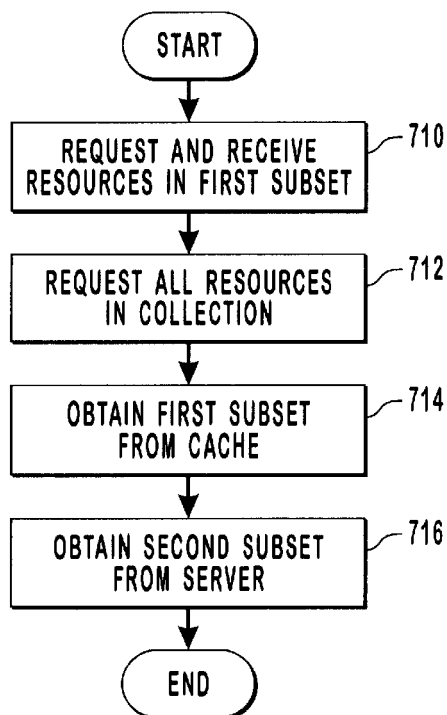 START
REQUEST AND RECEIVE
RESOURCES IN FIRST SUBSET
710
REQUEST ALL RESOURCES
IN COLLECTION
712
OBTAIN FIRST SUBSET
FROM CACHE
714
OBTAIN SECOND SUBSET
FROM SERVER
716
END